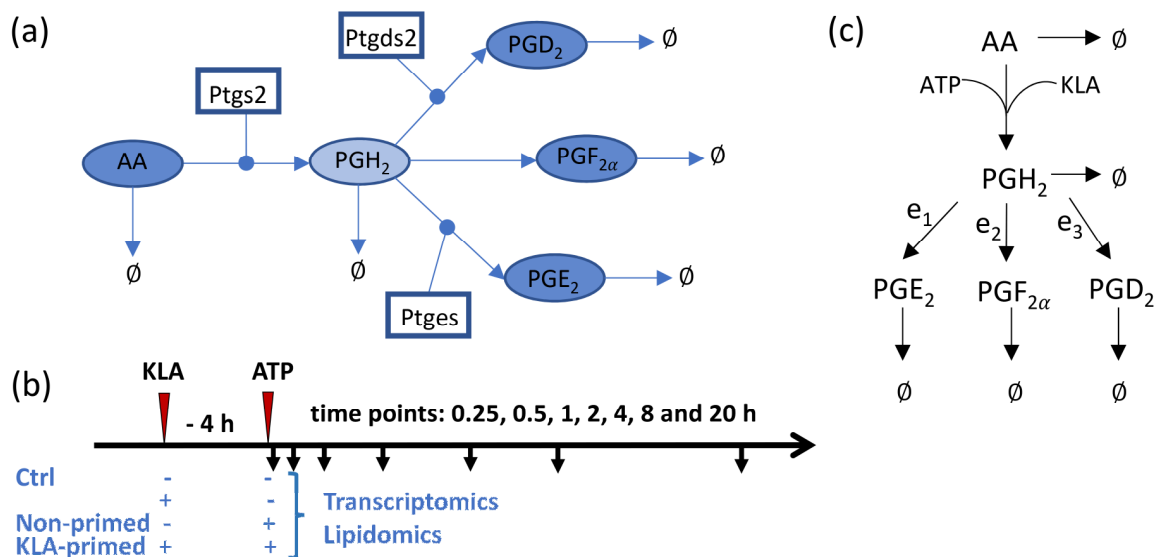 (a)
Ptgds2
PGD₂
Ø
Ptgs2
AA
PGH₂
PGF₂α
Ø
Ø
Ø
PGE₂
Ø
Ptges
(b)
KLA
ATP
- 4 h
time points: 0.25, 0.5, 1, 2, 4, 8 and 20 h
Ctrl - -
+ -
Non-primed - +
KLA-primed + +
Transcriptomics
Lipidomics
(c)
AA Ø
ATP KLA
PGH₂ Ø
e₁ e₂ e₃
PGE₂ PGF₂α PGD₂
Ø Ø Ø